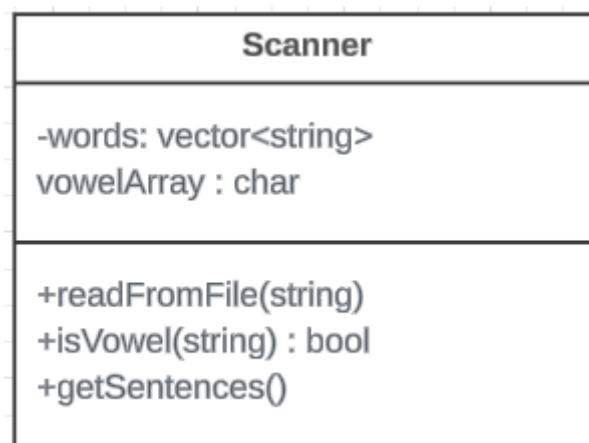 Scanner
-words: vector<string>
vowelArray : char
+readFromFile(string)
+isVowel(string) : bool
+getSentences()